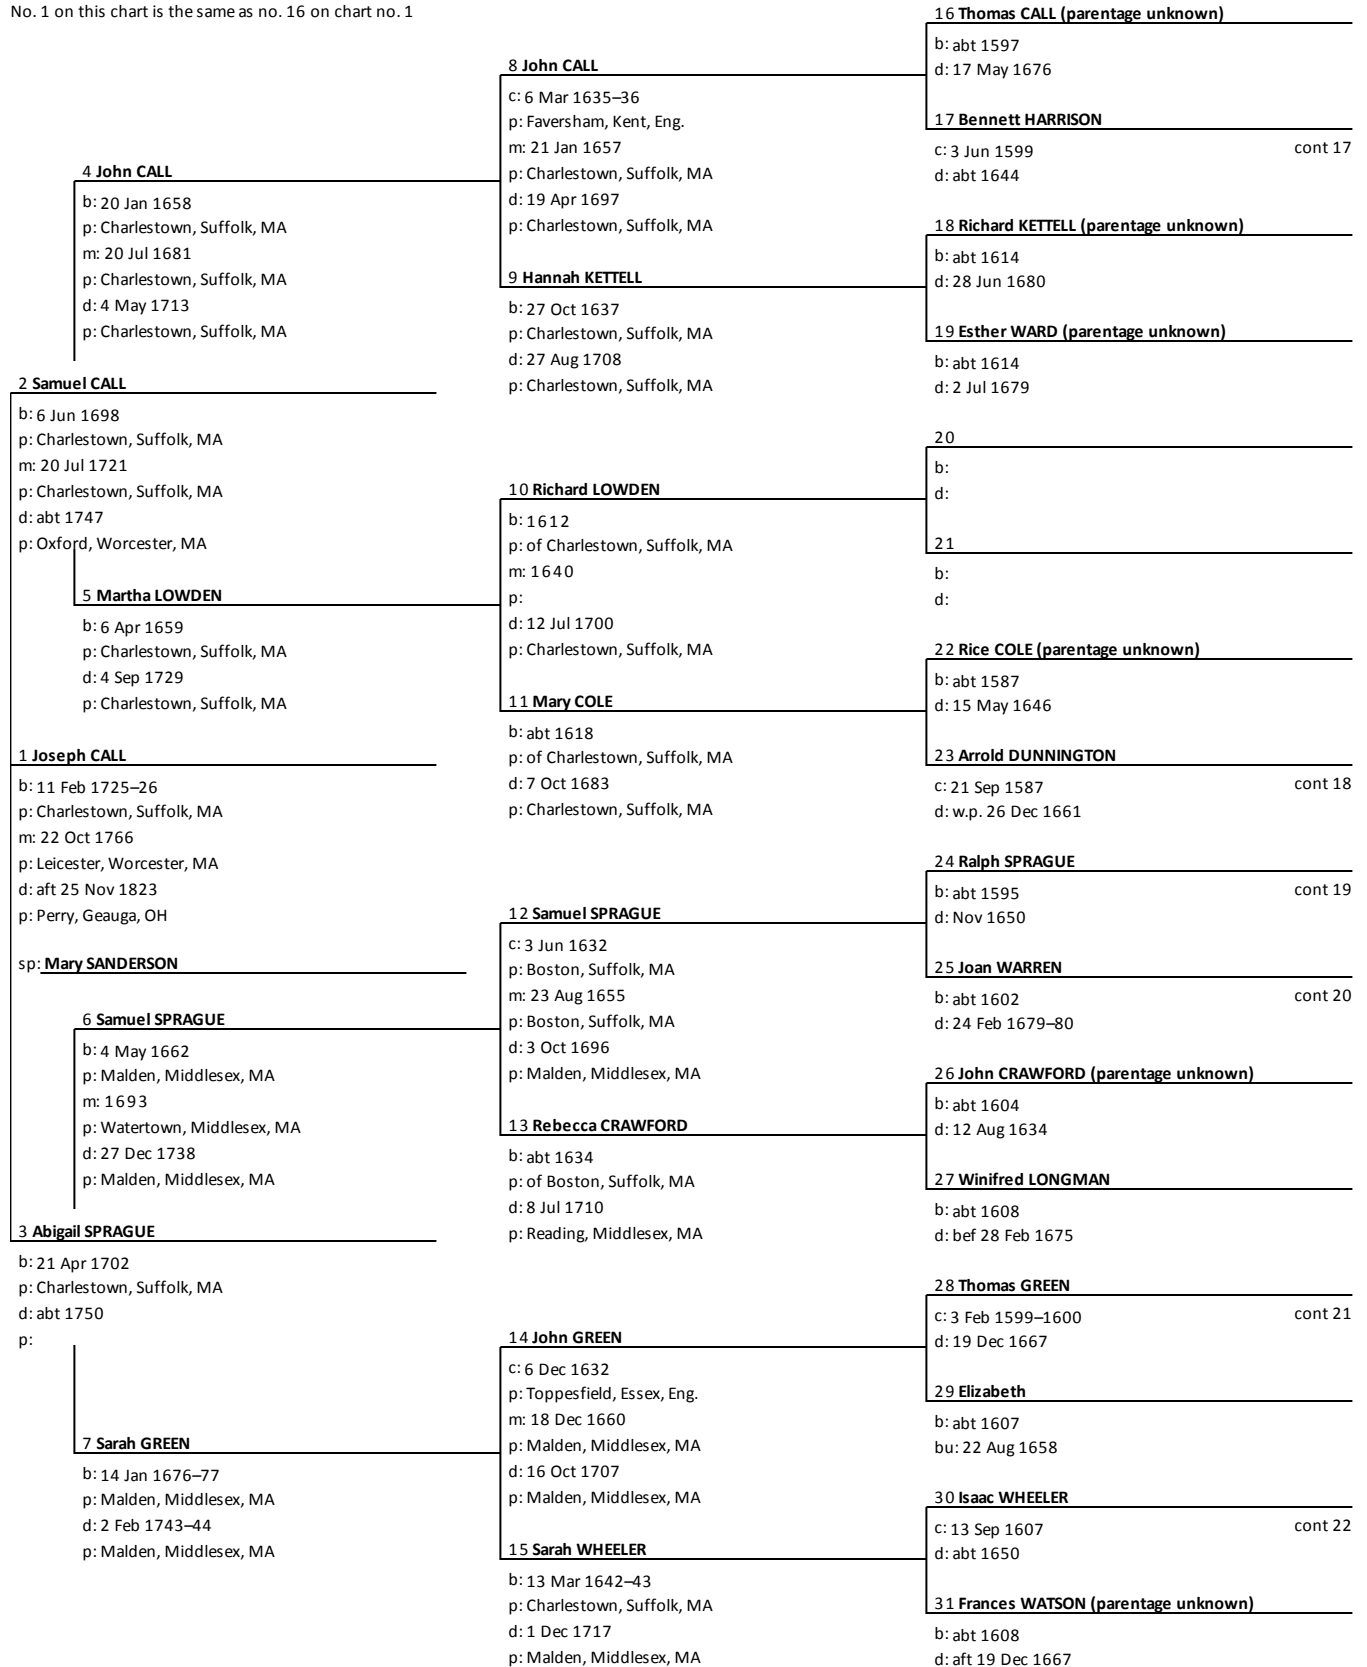 No. 1 on this chart is the same as no. 16 on chart no. 1
2 Samuel CALL
b: 6 Jun 1698
p: Charlestown, Suffolk, MA
m: 20 Jul 1721
p: Charlestown, Suffolk, MA
d: abt 1747
p: Oxford, Worcester, MA
1 Joseph CALL
b: 11 Feb 1725–26
p: Charlestown, Suffolk, MA
m: 22 Oct 1766
p: Leicester, Worcester, MA
d: aft 25 Nov 1823
p: Perry, Geauga, OH
sp: Mary SANDERSON
3 Abigail SPRAGUE
b: 21 Apr 1702
p: Charlestown, Suffolk, MA
d: abt 1750
p:
4 John CALL
b: 20 Jan 1658
p: Charlestown, Suffolk, MA
m: 20 Jul 1681
p: Charlestown, Suffolk, MA
d: 4 May 1713
p: Charlestown, Suffolk, MA
5 Martha LOWDEN
b: 6 Apr 1659
p: Charlestown, Suffolk, MA
d: 4 Sep 1729
p: Charlestown, Suffolk, MA
6 Samuel SPRAGUE
b: 4 May 1662
p: Malden, Middlesex, MA
m: 1693
p: Watertown, Middlesex, MA
d: 27 Dec 1738
p: Malden, Middlesex, MA
7 Sarah GREEN
b: 14 Jan 1676–77
p: Malden, Middlesex, MA
d: 2 Feb 1743–44
p: Malden, Middlesex, MA
8 John CALL
c: 6 Mar 1635–36
p: Faversham, Kent, Eng.
m: 21 Jan 1657
p: Charlestown, Suffolk, MA
d: 19 Apr 1697
p: Charlestown, Suffolk, MA
9 Hannah KETTELL
b: 27 Oct 1637
p: Charlestown, Suffolk, MA
d: 27 Aug 1708
p: Charlestown, Suffolk, MA
10 Richard LOWDEN
b: 1612
p: of Charlestown, Suffolk, MA
m: 1640
p:
d: 12 Jul 1700
p: Charlestown, Suffolk, MA
11 Mary COLE
b: abt 1618
p: of Charlestown, Suffolk, MA
d: 7 Oct 1683
p: Charlestown, Suffolk, MA
12 Samuel SPRAGUE
c: 3 Jun 1632
p: Boston, Suffolk, MA
m: 23 Aug 1655
p: Boston, Suffolk, MA
d: 3 Oct 1696
p: Malden, Middlesex, MA
13 Rebecca CRAWFORD
b: abt 1634
p: of Boston, Suffolk, MA
d: 8 Jul 1710
p: Reading, Middlesex, MA
14 John GREEN
c: 6 Dec 1632
p: Toppesfield, Essex, Eng.
m: 18 Dec 1660
p: Malden, Middlesex, MA
d: 16 Oct 1707
p: Malden, Middlesex, MA
15 Sarah WHEELER
b: 13 Mar 1642–43
p: Charlestown, Suffolk, MA
d: 1 Dec 1717
p: Malden, Middlesex, MA
16 Thomas CALL (parentage unknown)
b: abt 1597
d: 17 May 1676
17 Bennett HARRISON
c: 3 Jun 1599 cont 17
d: abt 1644
18 Richard KETTELL (parentage unknown)
b: abt 1614
d: 28 Jun 1680
19 Esther WARD (parentage unknown)
b: abt 1614
d: 2 Jul 1679
20
b:
d:
21
b:
d:
22 Rice COLE (parentage unknown)
b: abt 1587
d: 15 May 1646
23 Arrold DUNNINGTON
c: 21 Sep 1587 cont 18
d: w.p. 26 Dec 1661
24 Ralph SPRAGUE
b: abt 1595 cont 19
d: Nov 1650
25 Joan WARREN
b: abt 1602 cont 20
d: 24 Feb 1679–80
26 John CRAWFORD (parentage unknown)
b: abt 1604
d: 12 Aug 1634
27 Winifred LONGMAN
b: abt 1608
d: bef 28 Feb 1675
28 Thomas GREEN
c: 3 Feb 1599–1600 cont 21
d: 19 Dec 1667
29 Elizabeth
b: abt 1607
bu: 22 Aug 1658
30 Isaac WHEELER
c: 13 Sep 1607 cont 22
d: abt 1650
31 Frances WATSON (parentage unknown)
b: abt 1608
d: aft 19 Dec 1667